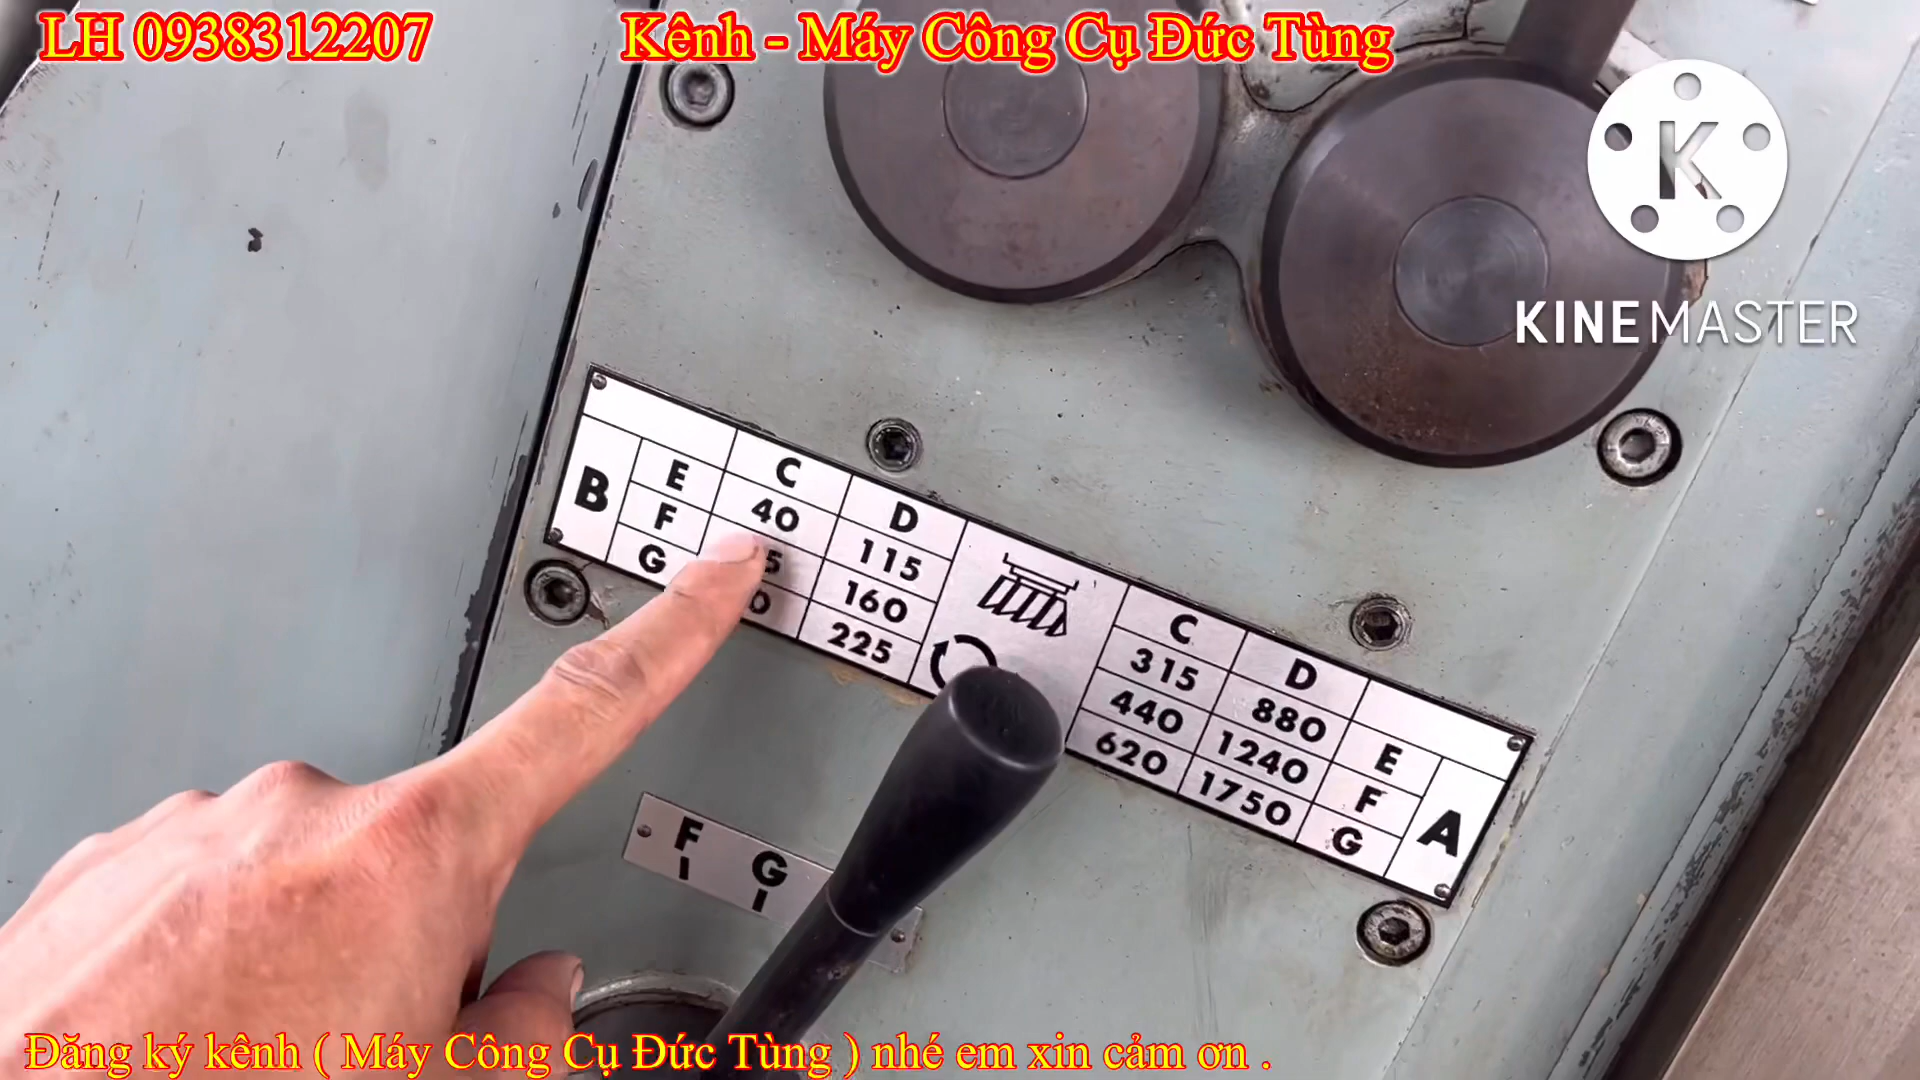 LH 0938312207
Kênh - Máy Công Cụ Đức Tùng
K
KINEMASTER
B
E C D
F 40 115
G 160
225
C D
315 880 E
440 1240 F
620 1750 G
A
F G
Đăng ký kênh ( Máy Công Cụ Đức Tùng ) nhé em xin cảm ơn .